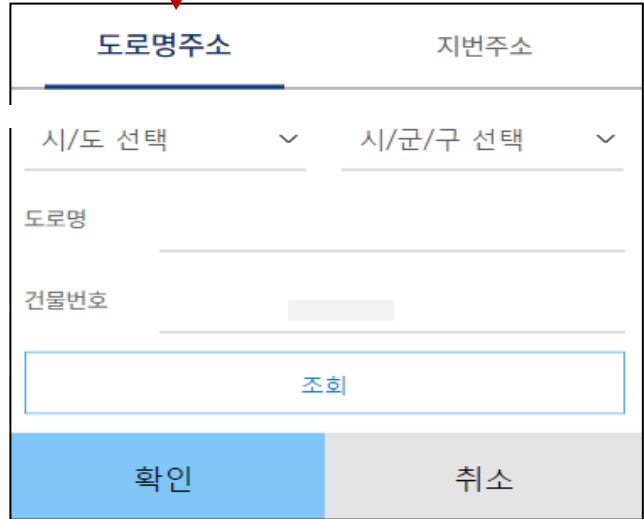 도로명주소 지번주소
시/도 선택 시/군/구 선택
도로명
건물번호
조회
확인 취소